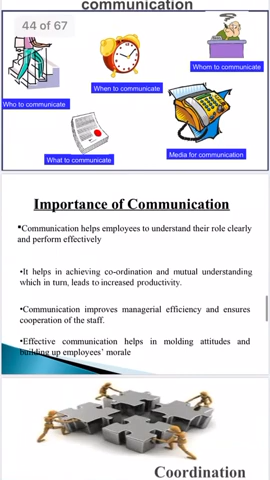 communication
44 of 67
Whom to communicate
When to communicate
Who to communicate
What to communicate
Media for communication
Importance of Communication
▪Communication helps employees to understand their role clearly
and perform effectively
•It helps in achieving co-ordination and mutual understanding
which in turn, leads to increased productivity.
•Communication improves managerial efficiency and ensures
cooperation of the staff.
•Effective communication helps in molding attitudes and
building up employees' morale
Coordination